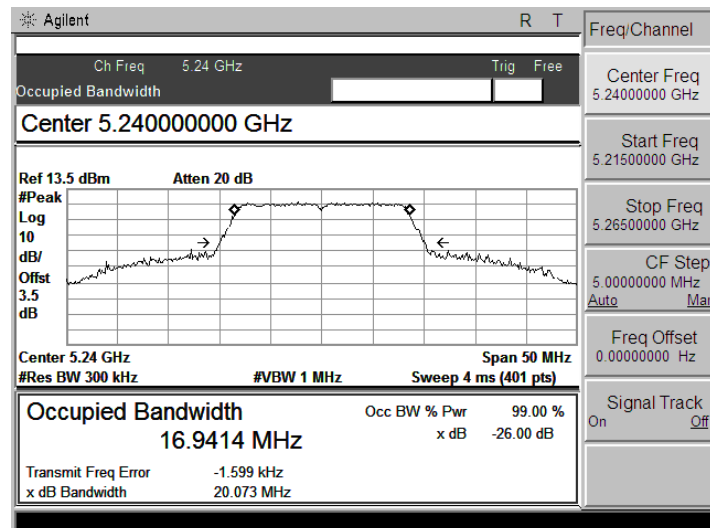 Agilent
R T
Freq/Channel
Ch Freq 5.24 GHz
Trig Free
Occupied Bandwidth
Center Freq
5.24000000 GHz
Center 5.240000000 GHz
Start Freq
5.21500000 GHz
Ref 13.5 dBm
Atten 20 dB
#Peak
Log
10
dB/
Offst
3.5
dB
Stop Freq
5.26500000 GHz
CF Step
5.00000000 MHz
Auto Man
Center 5.24 GHz
Span 50 MHz
#Res BW 300 kHz
#VBW 1 MHz
Sweep 4 ms (401 pts)
Freq Offset
0.00000000 Hz
Occupied Bandwidth
16.9414 MHz
Occ BW % Pwr 99.00 %
x dB -26.00 dB
Signal Track
On Off
Transmit Freq Error -1.599 kHz
x dB Bandwidth 20.073 MHz